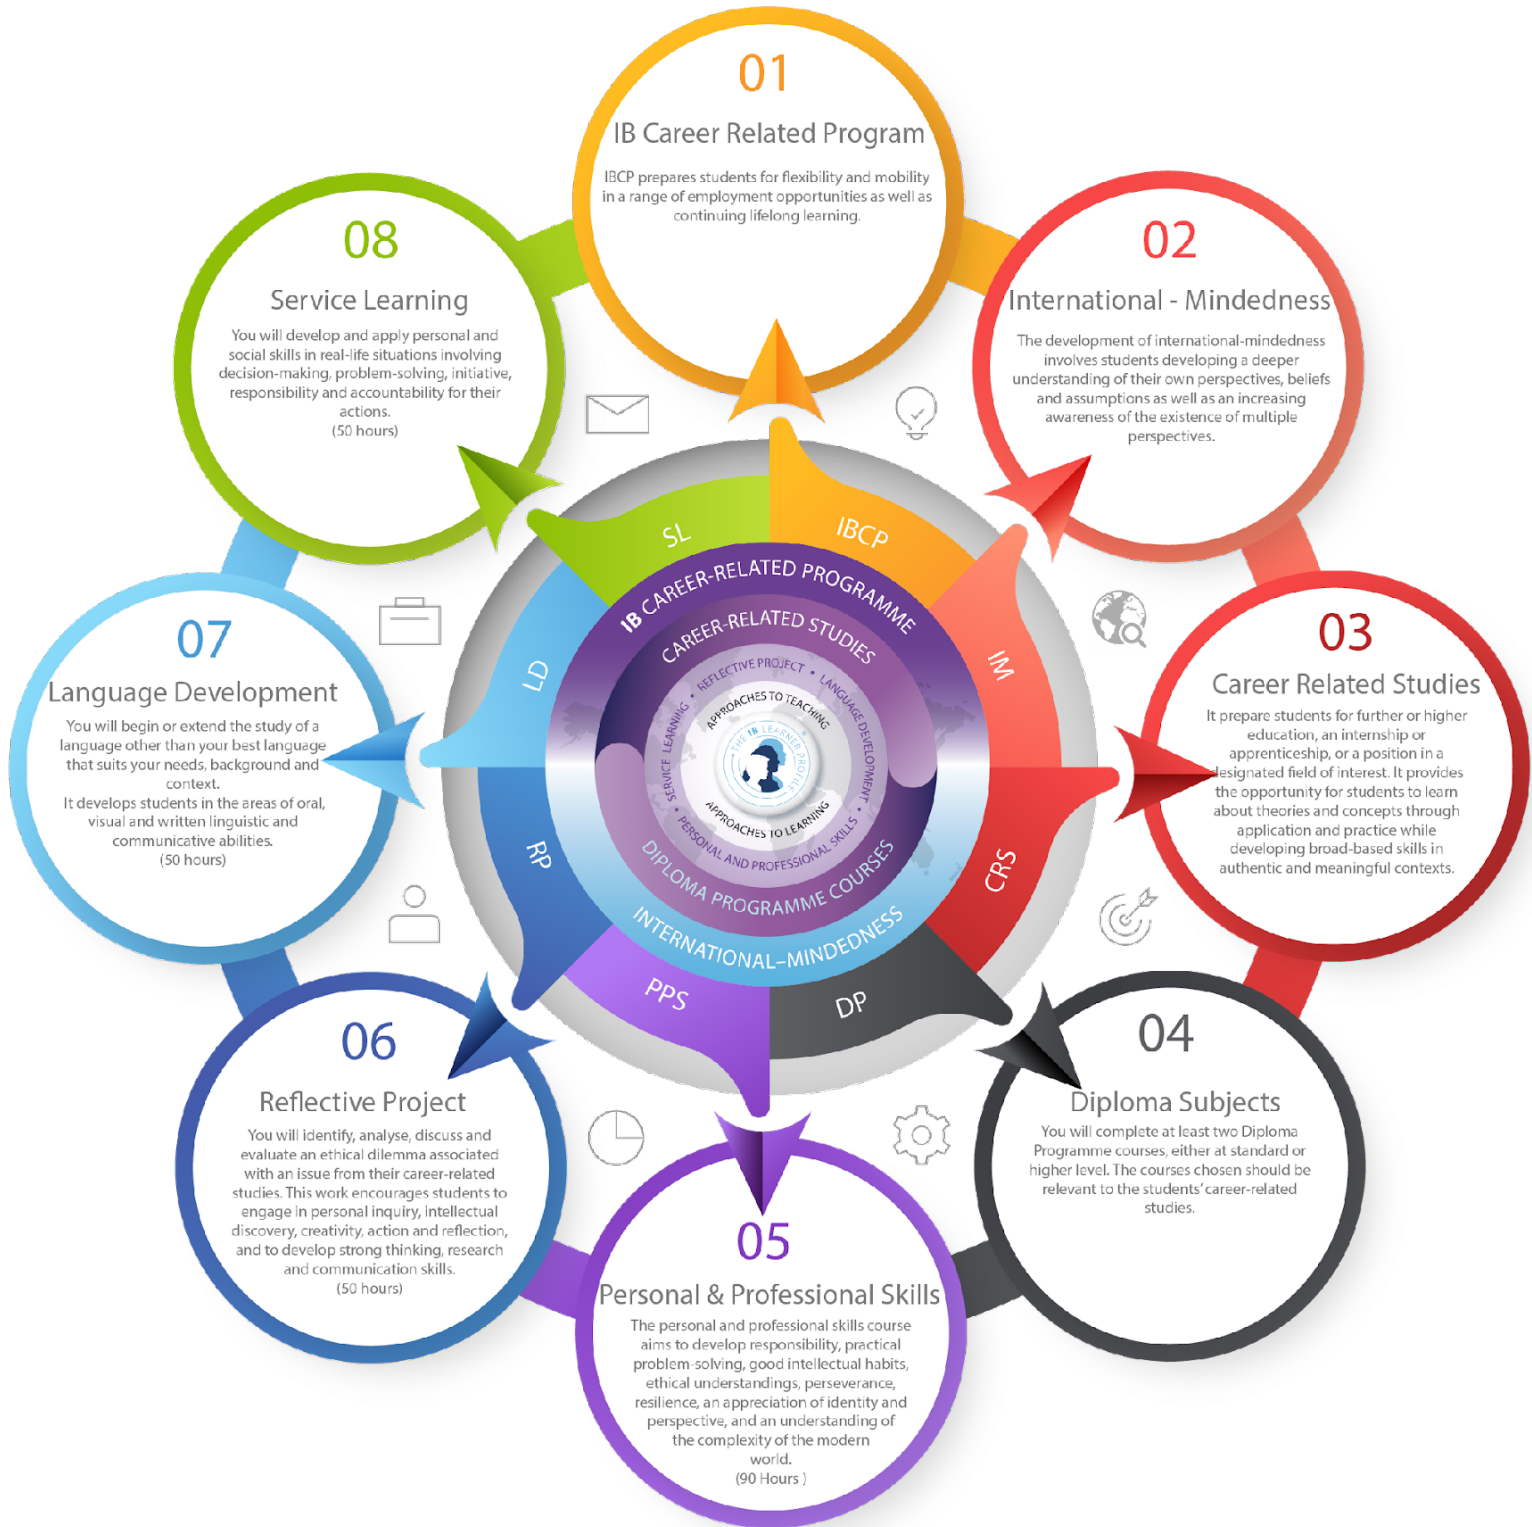 01
IB Career Related Program
IBCP prepares students for flexibility and mobility
in a range of employment opportunities as well as
continuing lifelong learning.
02
International - Mindedness
The development of international-mindedness
involves students developing a deeper
understanding of their own perspectives, beliefs
and assumptions as well as an increasing
awareness of the existence of multiple
perspectives.
03
Career Related Studies
It prepare students for further or higher
education, an internship or
apprenticeship, or a position in a
designated field of interest. It provides
the opportunity for students to learn
about theories and concepts through
application and practice while
developing broad-based skills in
authentic and meaningful contexts.
04
Diploma Subjects
You will complete at least two Diploma
Programme courses, either at standard or
higher level. The courses chosen should be
relevant to the students' career-related
studies.
05
Personal & Professional Skills
The personal and professional skills course
aims to develop responsibility, practical
problem-solving, good intellectual habits,
ethical understandings, perseverance,
resilience, an appreciation of identity and
perspective, and an understanding of
the complexity of the modern
world.
(90 Hours )
06
Reflective Project
You will identify, analyse, discuss and
evaluate an ethical dilemma associated
with an issue from their career-related
studies. This work encourages students to
engage in personal inquiry, intellectual
discovery, creativity, action and reflection,
and to develop strong thinking, research
and communication skills.
(50 hours)
07
Language Development
You will begin or extend the study of a
language other than your best language
that suits your needs, background and
context.
It develops students in the areas of oral,
visual and written linguistic and
communicative abilities.
(50 hours)
08
Service Learning
You will develop and apply personal and
social skills in real-life situations involving
decision-making, problem-solving, initiative,
responsibility and accountability for their
actions.
(50 hours)
IBCP
IM
CRS
DP
PPS
RP
LD
SL
IB CAREER-RELATED PROGRAMME
INTERNATIONAL–MINDEDNESS
CAREER-RELATED STUDIES
DIPLOMA PROGRAMME COURSES
SERVICE LEARNING • REFLECTIVE PROJECT • LANGUAGE DEVELOPMENT •
PERSONAL AND PROFESSIONAL SKILLS •
APPROACHES TO TEACHING
APPROACHES TO LEARNING
THE IB LEARNER PROFILE